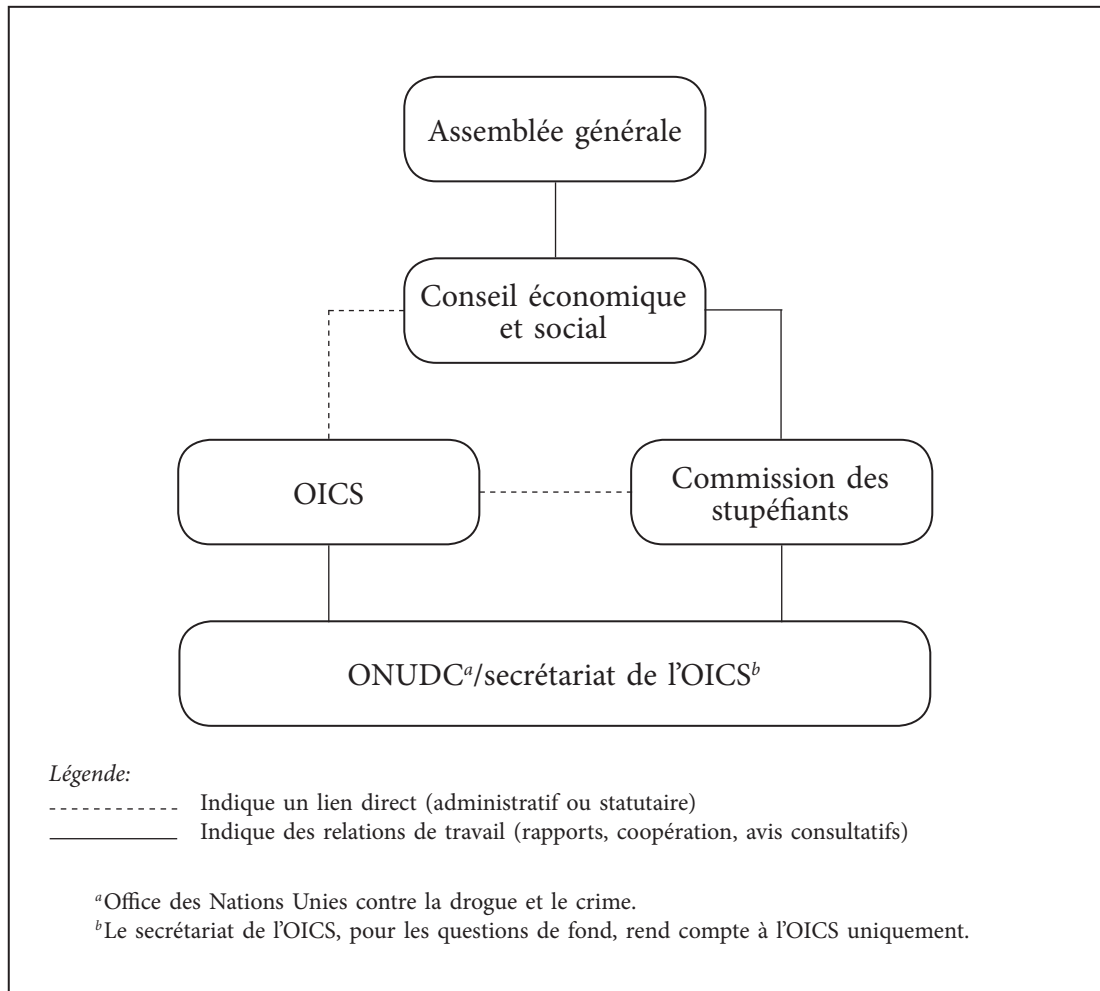 Assemblée générale
Conseil économique
et social
OICS
Commission des
stupéfiants
ONUDCa/secrétariat de l'OICSb
Légende:
Indique un lien direct (administratif ou statutaire)
Indique des relations de travail (rapports, coopération, avis consultatifs)
aOffice des Nations Unies contre la drogue et le crime.
bLe secrétariat de l'OICS, pour les questions de fond, rend compte à l'OICS uniquement.